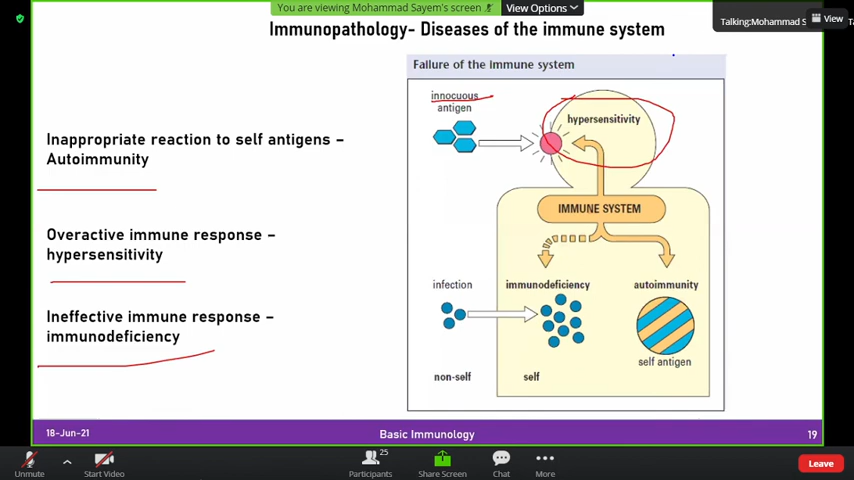 You are viewing Mohammad Sayem's screen
View Options
Talking:Mohammad S
View
Immunopathology- Diseases of the immune system
Failure of the immune system
innocuous
antigen
hypersensitivity
Inappropriate reaction to self antigens –
Autoimmunity
IMMUNE SYSTEM
Overactive immune response –
hypersensitivity
infection
immunodeficiency
autoimmunity
Ineffective immune response –
immunodeficiency
self antigen
non-self
self
18-Jun-21
Basic Immunology
19
25
Unmute
Start Video
Participants
Share Screen
Chat
More
Leave